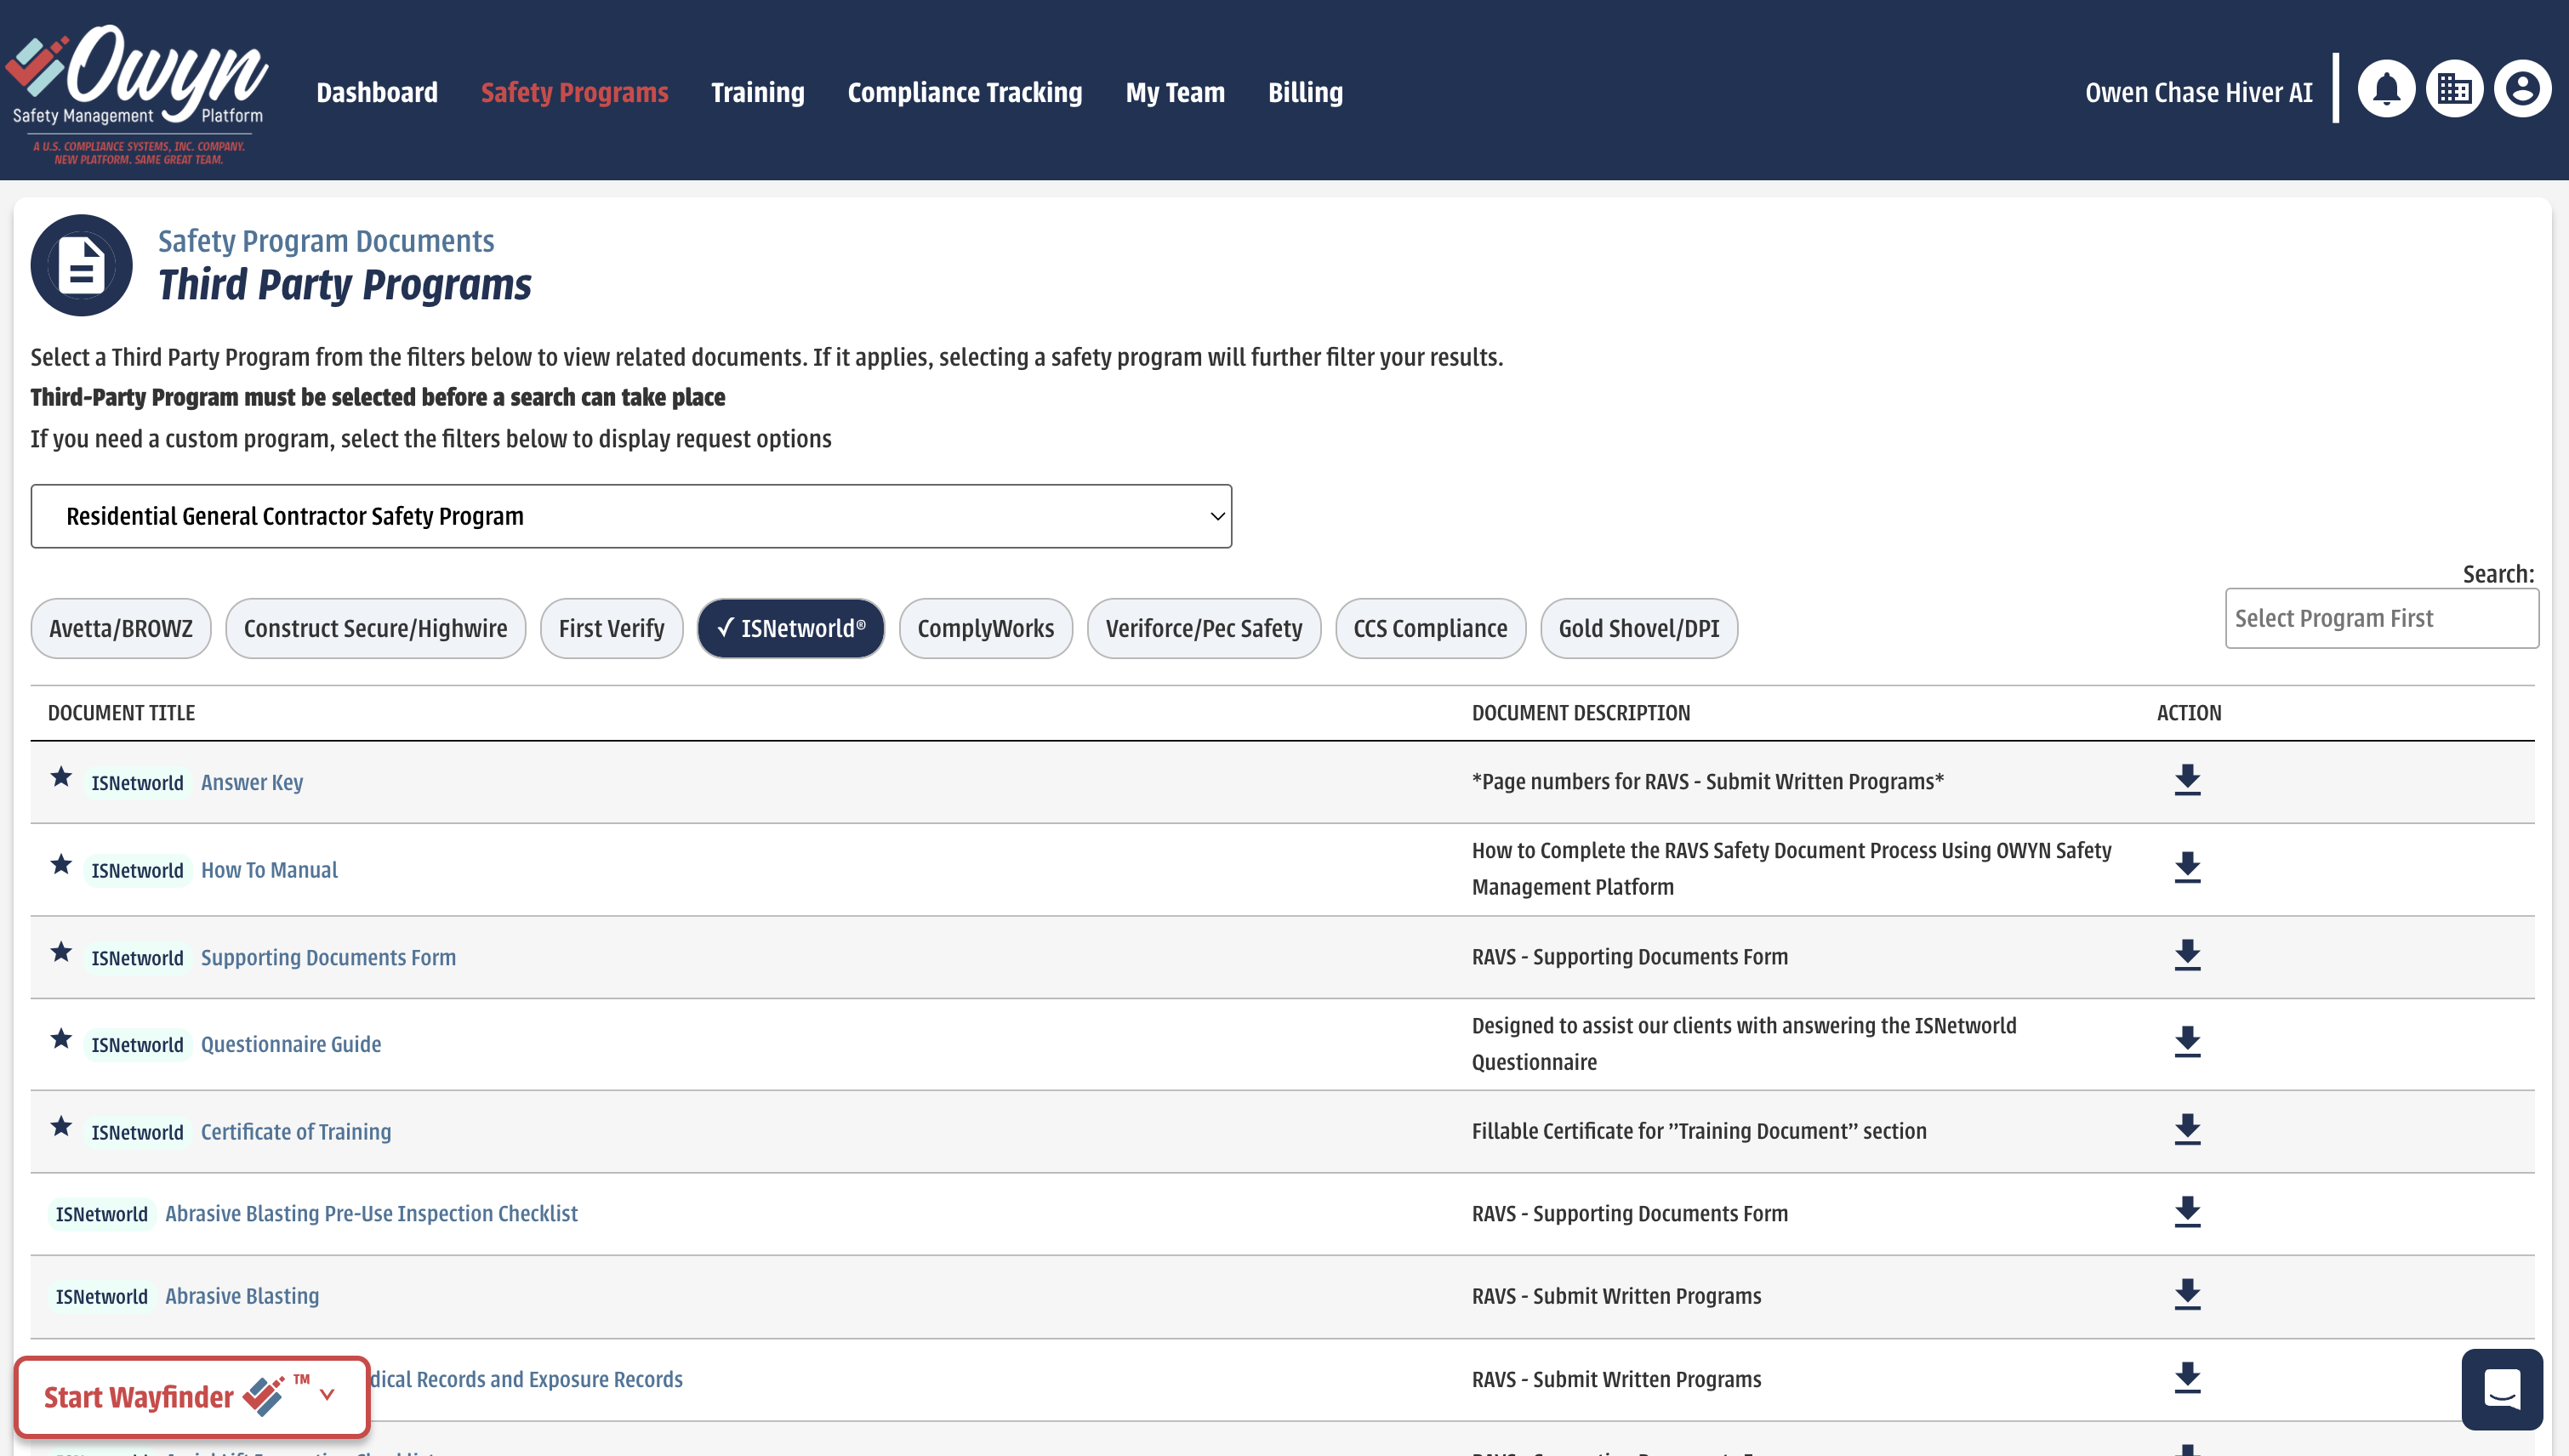 Owyn
Safety Management Platform
A U.S. COMPLIANCE SYSTEMS, INC. COMPANY.
NEW PLATFORM. SAME GREAT TEAM.
Dashboard Safety Programs Training Compliance Tracking My Team Billing
Owen Chase Hiver AI
Safety Program Documents
Third Party Programs
Select a Third Party Program from the filters below to view related documents. If it applies, selecting a safety program will further filter your results.
Third-Party Program must be selected before a search can take place
If you need a custom program, select the filters below to display request options
Residential General Contractor Safety Program
Search:
Avetta/BROWZ Construct Secure/Highwire First Verify ✓ ISNetworld® ComplyWorks Veriforce/Pec Safety CCS Compliance Gold Shovel/DPI
Select Program First
DOCUMENT TITLE DOCUMENT DESCRIPTION ACTION
ISNetworld Answer Key *Page numbers for RAVS - Submit Written Programs*
ISNetworld How To Manual How to Complete the RAVS Safety Document Process Using OWYN Safety
Management Platform
ISNetworld Supporting Documents Form RAVS - Supporting Documents Form
ISNetworld Questionnaire Guide Designed to assist our clients with answering the ISNetworld
Questionnaire
ISNetworld Certificate of Training Fillable Certificate for ”Training Document” section
ISNetworld Abrasive Blasting Pre-Use Inspection Checklist RAVS - Supporting Documents Form
ISNetworld Abrasive Blasting RAVS - Submit Written Programs
dical Records and Exposure Records RAVS - Submit Written Programs
Start Wayfinder ™